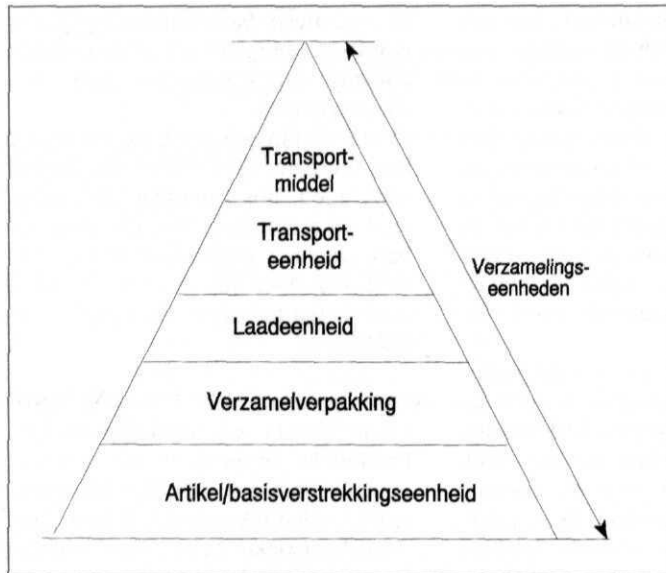 Transport-
middel
Transport-
eenheid
Verzamelings-
eenheden
Laadeenheid
Verzamelverpakking
Artikel/basisverstrekkingseenheid